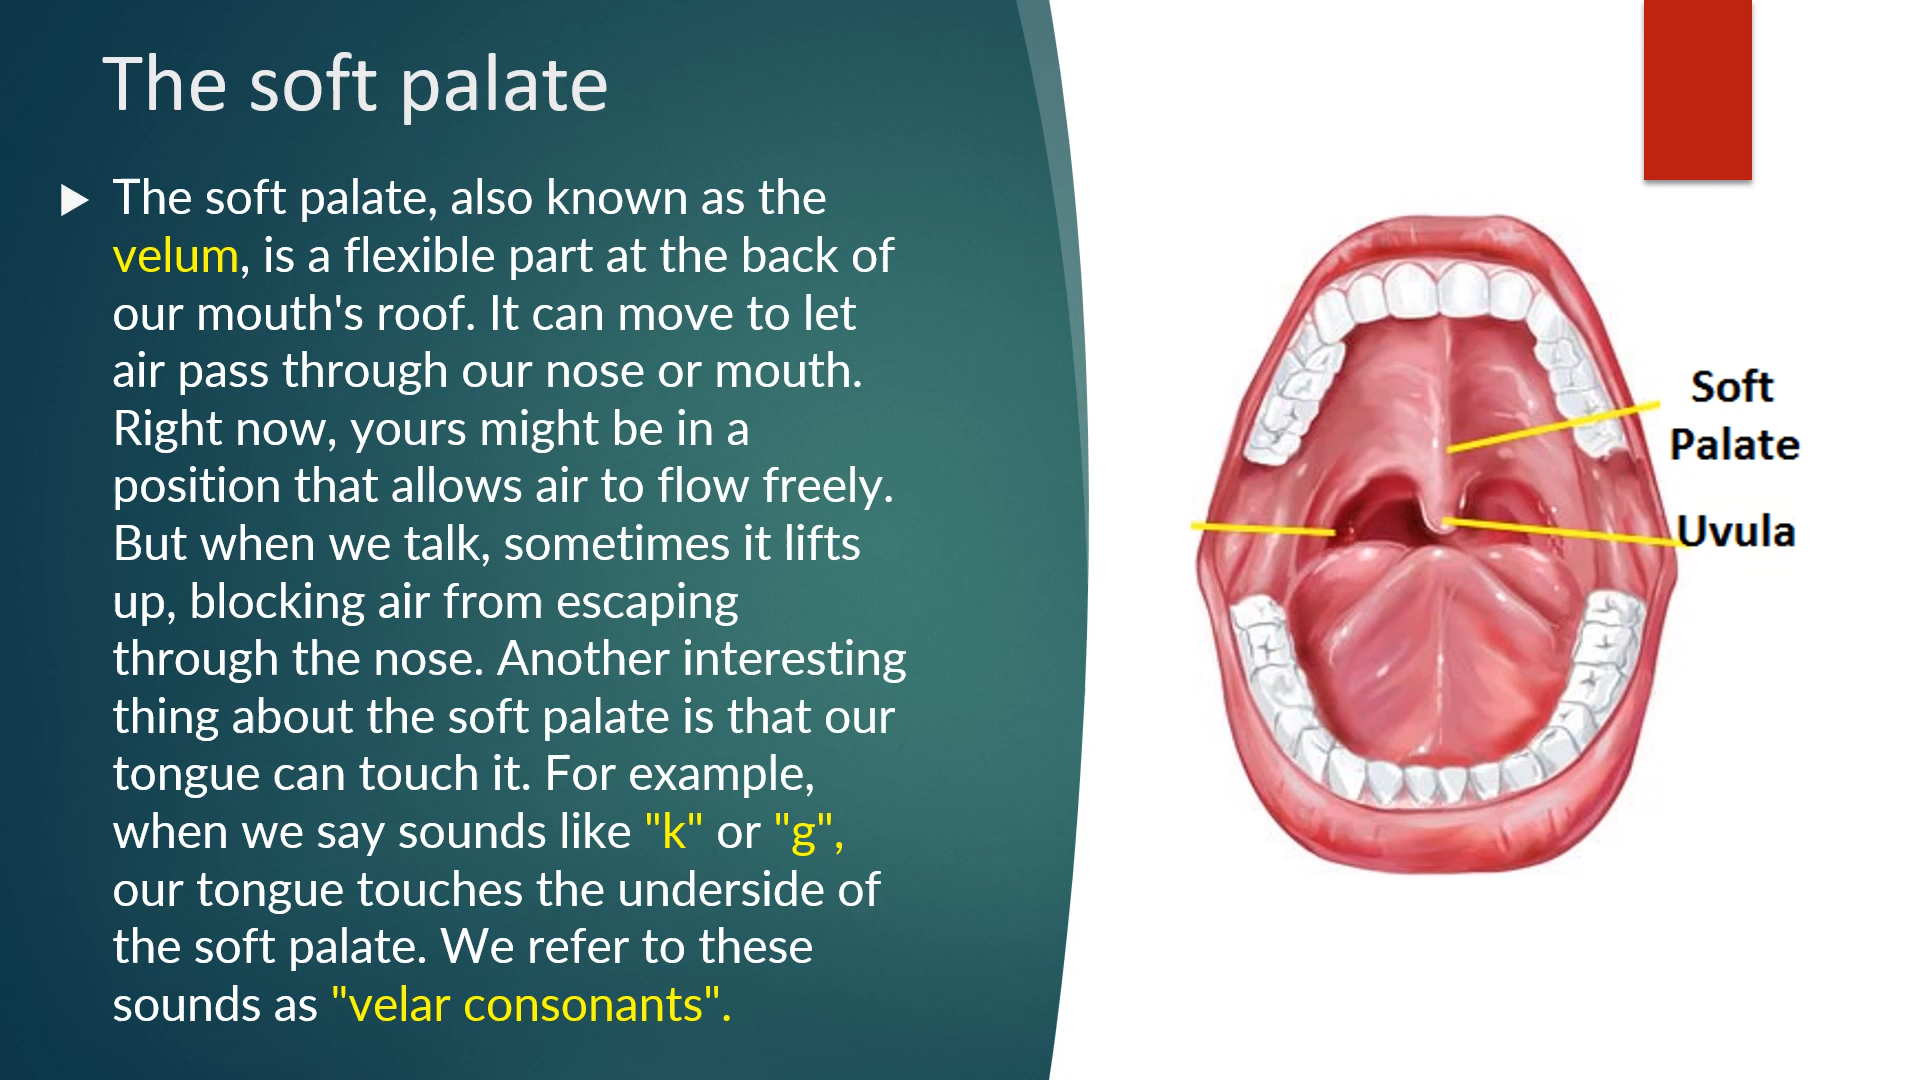 The soft palate
The soft palate, also known as the
velum, is a flexible part at the back of
our mouth's roof. It can move to let
air pass through our nose or mouth.
Right now, yours might be in a
position that allows air to flow freely.
But when we talk, sometimes it lifts
up, blocking air from escaping
through the nose. Another interesting
thing about the soft palate is that our
tongue can touch it. For example,
when we say sounds like "k" or "g",
our tongue touches the underside of
the soft palate. We refer to these
sounds as "velar consonants".
Soft
Palate
Uvula